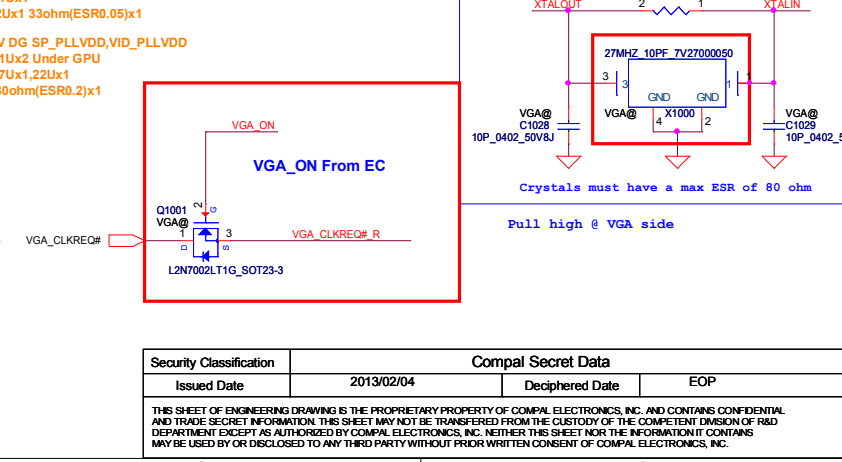 2Ux1 33ohm(ESR0.05)x1
V DG SP_PLLVDD,VID_PLLVDD
1Ux2 Under GPU
7Ux1,22Ux1
30ohm(ESR0.2)x1
XTALOUT 2 1 XTALIN
27MHZ_10PF_7V27000050
3 3 1 1
GND GND
VGA@ X1000
4 2
VGA@
C1028
10P_0402_50V8J
VGA@
C1029
10P_0402_5
Crystals must have a max ESR of 80 ohm
Pull high @ VGA side
VGA_ON
VGA_ON From EC
Q1001
VGA@
2 G
1 D
3 S
VGA_CLKREQ#
VGA_CLKREQ#_R
L2N7002LT1G_SOT23-3
Security Classification Compal Secret Data
Issued Date 2013/02/04 Deciphered Date EOP
THIS SHEET OF ENGINEERING DRAWING IS THE PROPRIETARY PROPERTY OF COMPAL ELECTRONICS, INC. AND CONTAINS CONFIDENTIAL
AND TRADE SECRET INFORMATION. THIS SHEET MAY NOT BE TRANSFERED FROM THE CUSTODY OF THE COMPETENT DIVISION OF R&D
DEPARTMENT EXCEPT AS AUTHORIZED BY COMPAL ELECTRONICS, INC. NEITHER THIS SHEET NOR THE INFORMATION IT CONTAINS
MAY BE USED BY OR DISCLOSED TO ANY THIRD PARTY WITHOUT PRIOR WRITTEN CONSENT OF COMPAL ELECTRONICS, INC.